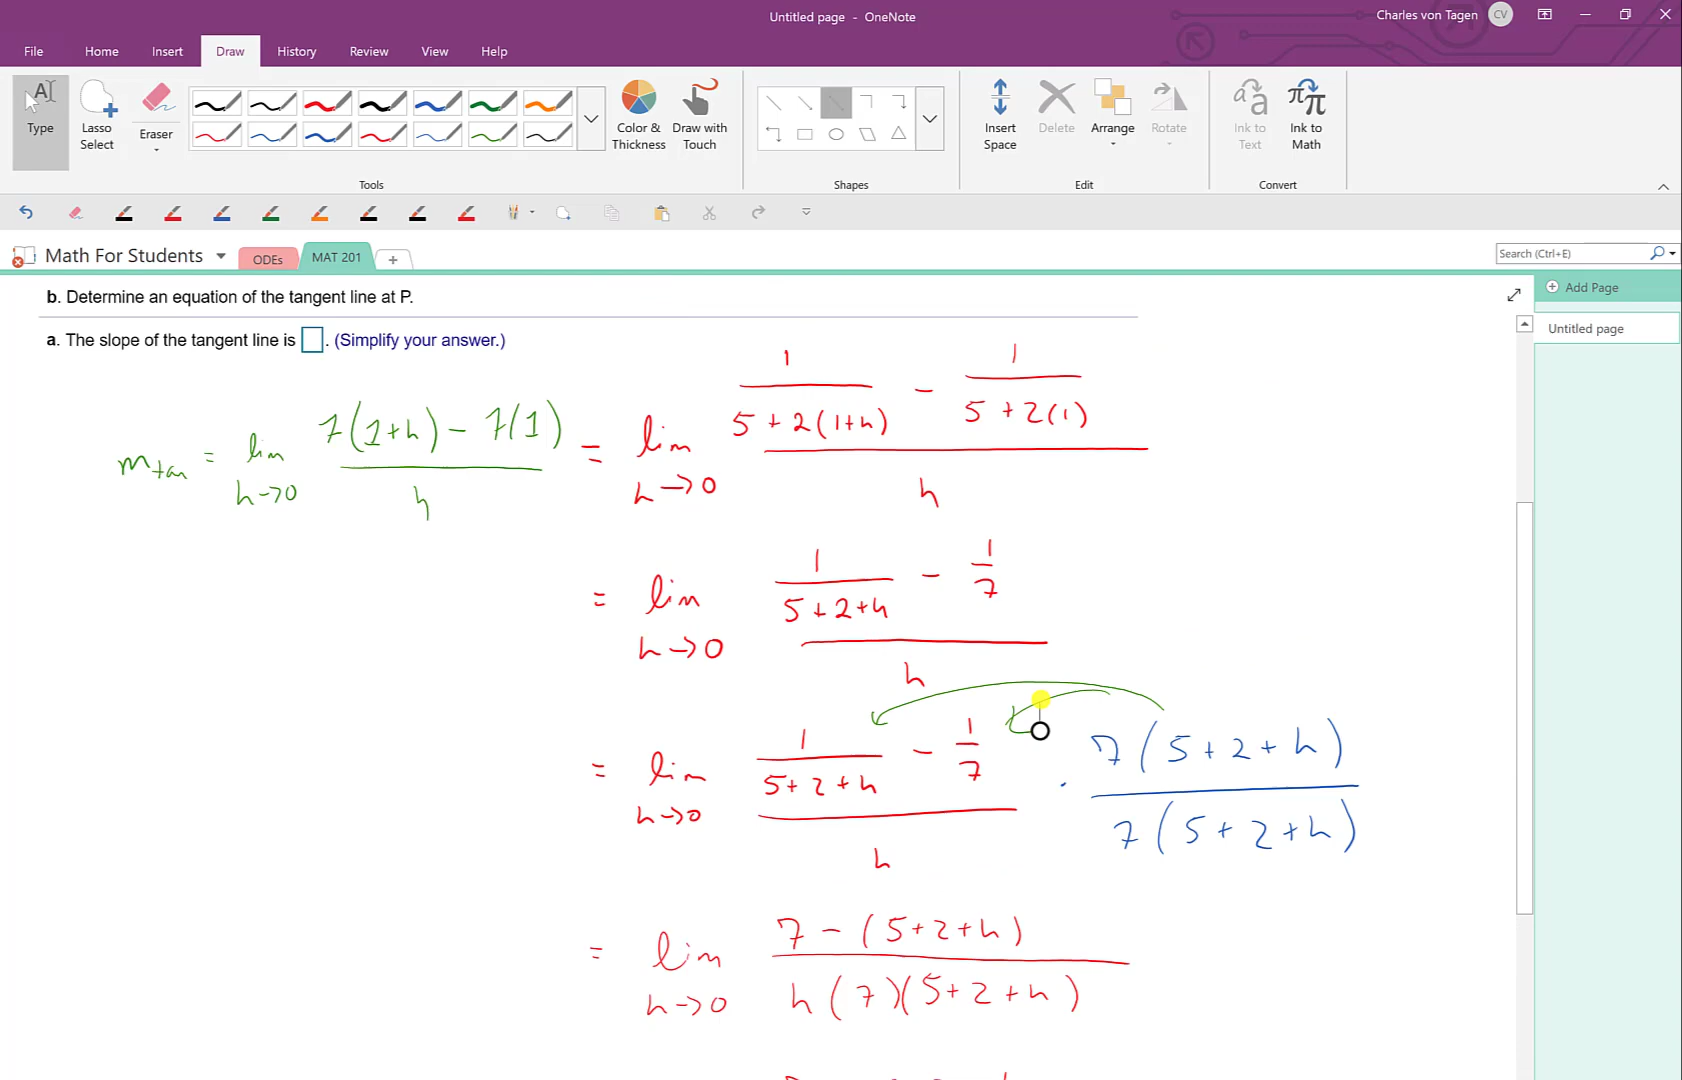 Untitled page - OneNote
Charles von Tagen CV
File Home Insert Draw History Review View Help
Type
Lasso Select
Eraser
Color & Thickness
Draw with Touch
Insert Space
Delete
Arrange
Rotate
Ink to Text
Ink to Math
Tools Shapes Edit Convert
Math For Students ODEs MAT 201 +
Search (Ctrl+E)
Add Page
Untitled page
b. Determine an equation of the tangent line at P.
a. The slope of the tangent line is . (Simplify your answer.)
m_tan = lim h→0 (7(1+h) − 7(1)) / h = lim h→0 (1/(5+2(1+h)) − 1/(5+2(1))) / h
= lim h→0 (1/(5+2+h) − 1/7) / h
= lim h→0 (1/(5+2+h) − 1/7) / h · 7(5+2+h) / 7(5+2+h)
= lim h→0 (7 − (5+2+h)) / h(7)(5+2+h)